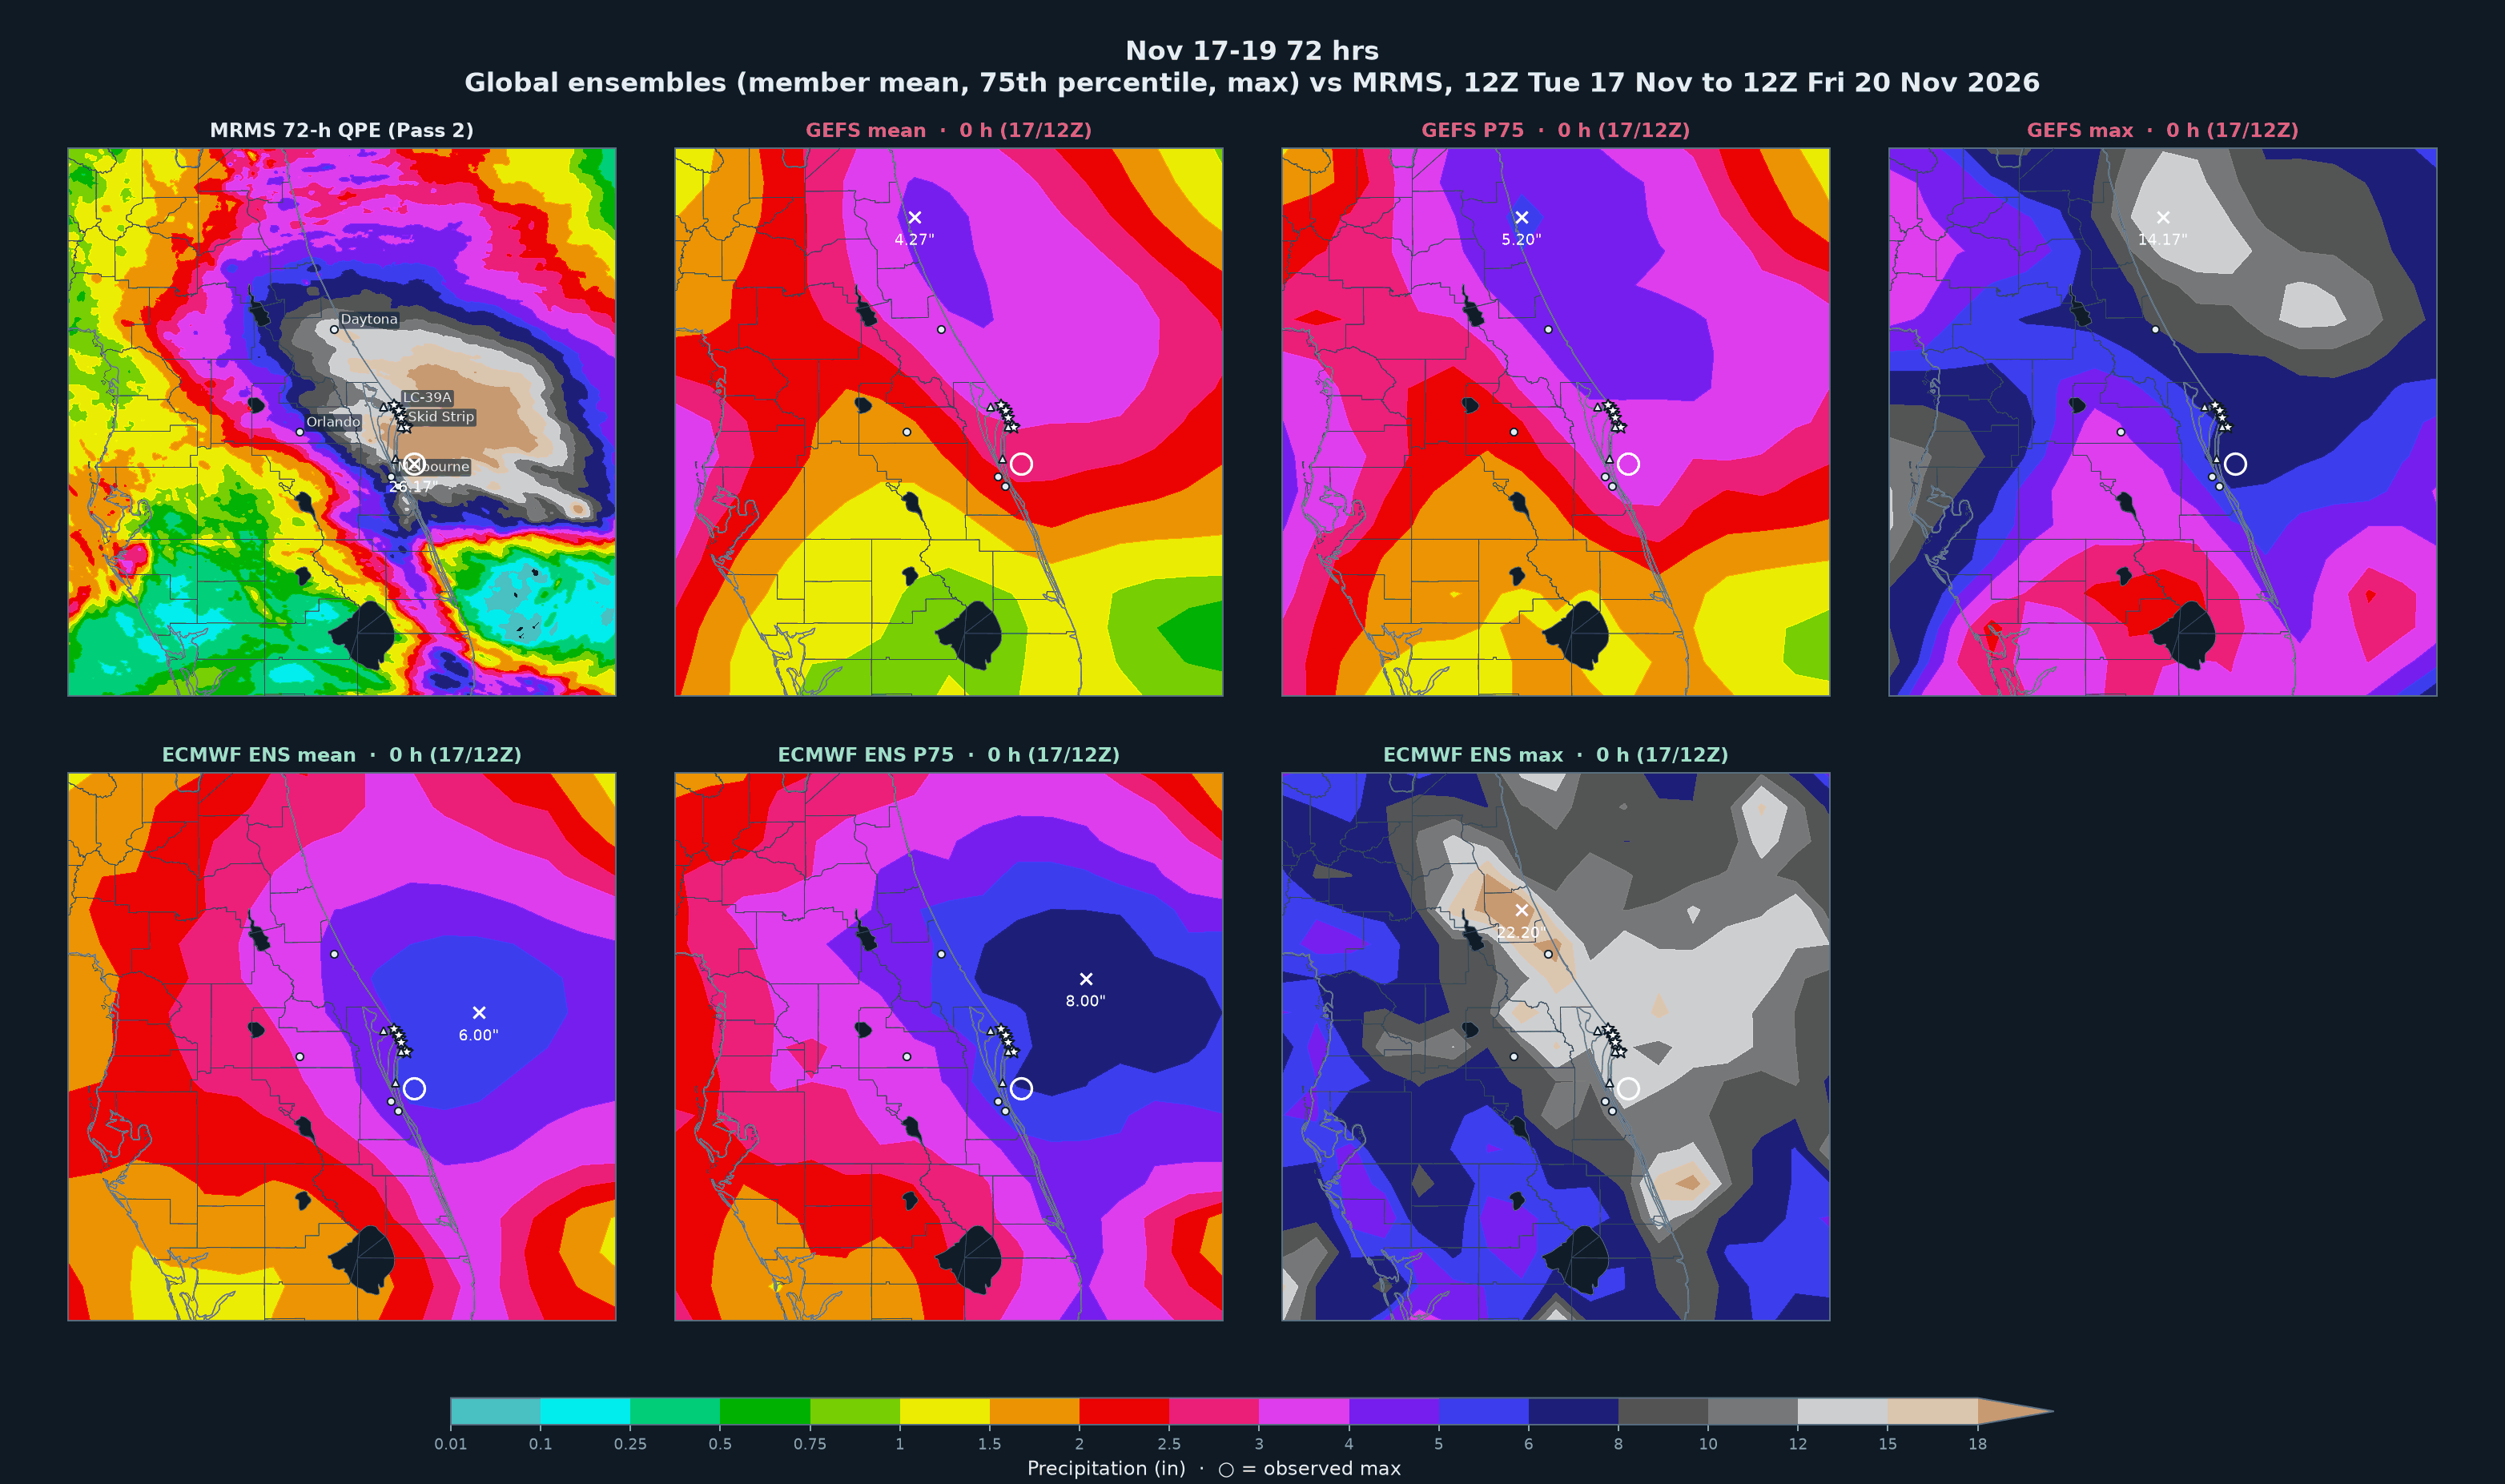 Nov 17-19 72 hrs
Global ensembles (member mean, 75th percentile, max) vs MRMS, 12Z Tue 17 Nov to 12Z Fri 20 Nov 2026
MRMS 72-h QPE (Pass 2)
GEFS mean · 0 h (17/12Z)
GEFS P75 · 0 h (17/12Z)
GEFS max · 0 h (17/12Z)
Daytona
LC-39A
Skid Strip
Orlando
26.17"
4.27"
5.20"
14.17"
ECMWF ENS mean · 0 h (17/12Z)
ECMWF ENS P75 · 0 h (17/12Z)
ECMWF ENS max · 0 h (17/12Z)
6.00"
8.00"
22.20"
0.01 0.1 0.25 0.5 0.75 1 1.5 2 2.5 3 4 5 6 8 10 12 15 18
Precipitation (in) · ○ = observed max